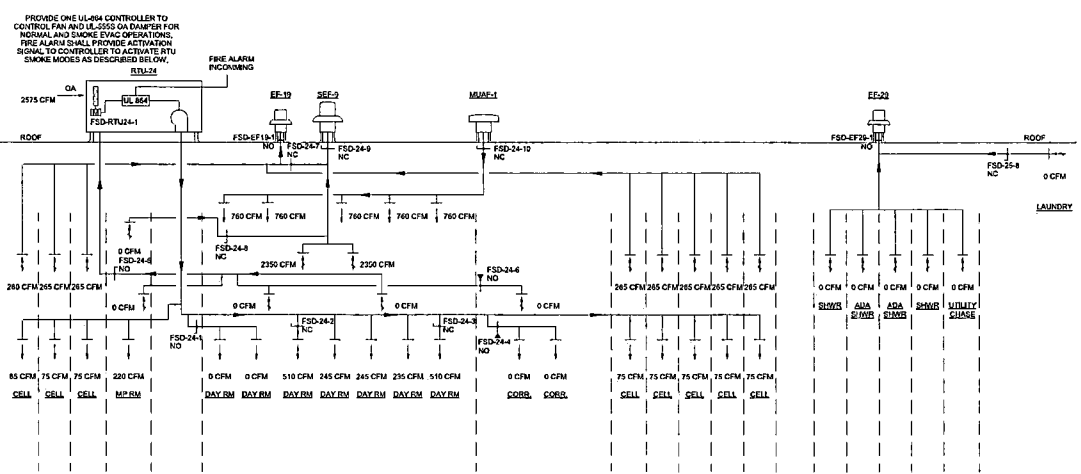 PROVIDE ONE UL-864 CONTROLLER TO
CONTROL FAN AND UL-555S OA DAMPER FOR
NORMAL AND SMOKE EVAC OPERATIONS.
FIRE ALARM SHALL PROVIDE ACTIVATION
SIGNAL TO CONTROLLER TO ACTIVATE RTU
SMOKE MODES AS DESCRIBED BELOW.
RTU-24
FIRE ALARM
INCOMMING
OA
2575 CFM
UL 864
FSD-RTU24-1
EF-19
SEF-9
MUAF-1
EF-29
ROOF
FSD-EF19-1
NO
FSD-24-7
NC
FSD-24-9
NC
FSD-24-10
NC
FSD-EF29-1
NO
ROOF
FSD-25-8
NC
0 CFM
LAUNDRY
760 CFM 760 CFM 760 CFM 760 CFM 760 CFM
0 CFM
FSD-24-5
NO
FSD-24-8
NC
2350 CFM 2350 CFM
FSD-24-6
NO
265 CFM 265 CFM
265 CFM 265 CFM 265 CFM 265 CFM 265 CFM
0 CFM 0 CFM 0 CFM 0 CFM 0 CFM
SHWR ADA SHWR ADA SHWR SHWR UTILITY CHASE
0 CFM 0 CFM 0 CFM 0 CFM
FSD-24-1
NO
FSD-24-2
NC
FSD-24-3
NC
FSD-24-4
NO
85 CFM 75 CFM 75 CFM 220 CFM 0 CFM 0 CFM 510 CFM 245 CFM 245 CFM 235 CFM 510 CFM 0 CFM 0 CFM 75 CFM 75 CFM 75 CFM 75 CFM 75 CFM
CELL CELL CELL MP RM DAY RM DAY RM DAY RM DAY RM DAY RM DAY RM DAY RM CORR. CORR. CELL CELL CELL CELL CELL